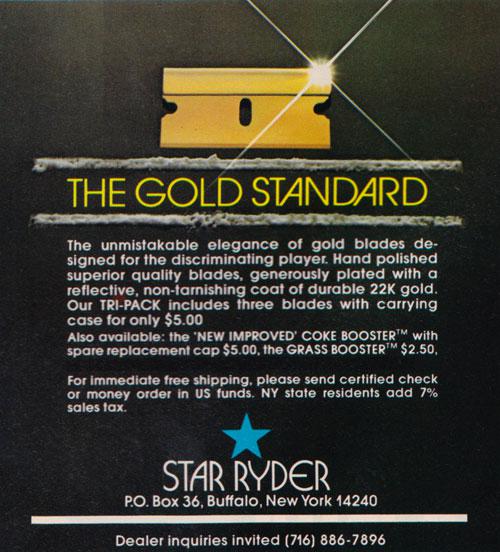 THE GOLD STANDARD
The unmistakable elegance of gold blades de-
signed for the discriminating player. Hand polished
superior quality blades, generously plated with a
reflective, non-tarnishing coat of durable 22K gold.
Our TRI-PACK includes three blades with carrying
case for only $5.00
Also available: the 'NEW IMPROVED' COKE BOOSTER™ with
spare replacement cap $5.00, the GRASS BOOSTER™ $2.50.
For immediate free shipping, please send certified check
or money order in US funds. NY state residents add 7%
sales tax.
STAR RYDER
P.O. Box 36, Buffalo, New York 14240
Dealer inquiries invited (716) 886-7896